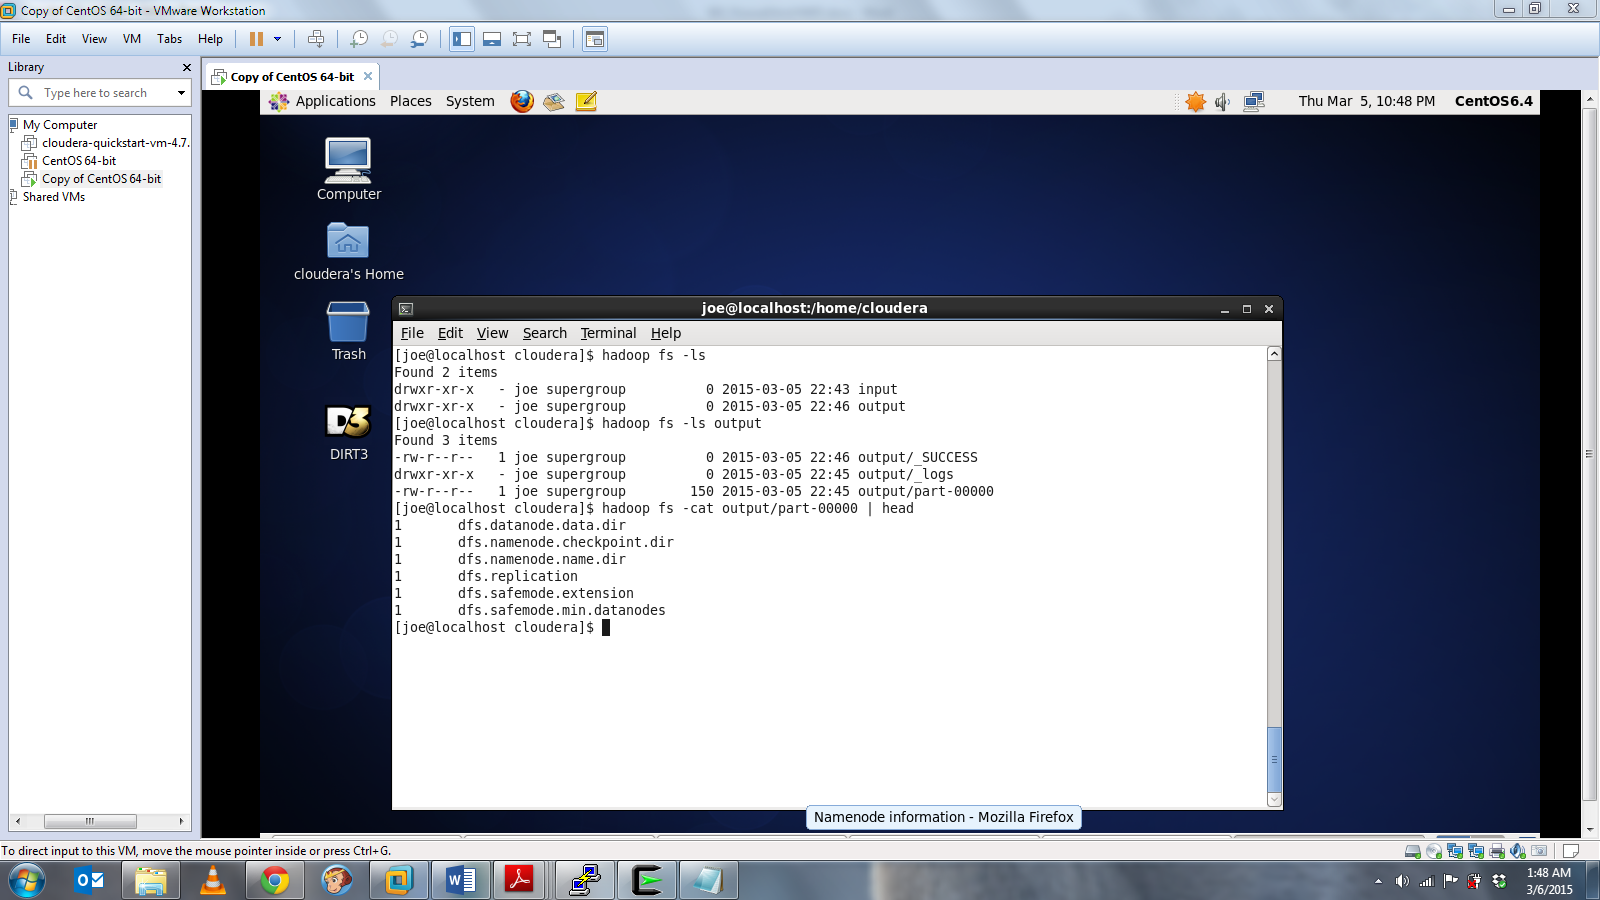 Copy of CentOS 64-bit - VMware Workstation
File Edit View VM Tabs Help
Library
Type here to search
My Computer
cloudera-quickstart-vm-4.7.
CentOS 64-bit
Copy of CentOS 64-bit
Shared VMs
Copy of CentOS 64-bit
Applications Places System
Thu Mar 5, 10:48 PM CentOS6.4
Computer
cloudera's Home
Trash
D3
DIRT3
joe@localhost:/home/cloudera
File Edit View Search Terminal Help
[joe@localhost cloudera]$ hadoop fs -ls
Found 2 items
drwxr-xr-x - joe supergroup 0 2015-03-05 22:43 input
drwxr-xr-x - joe supergroup 0 2015-03-05 22:46 output
[joe@localhost cloudera]$ hadoop fs -ls output
Found 3 items
-rw-r--r-- 1 joe supergroup 0 2015-03-05 22:46 output/_SUCCESS
drwxr-xr-x - joe supergroup 0 2015-03-05 22:45 output/_logs
-rw-r--r-- 1 joe supergroup 150 2015-03-05 22:45 output/part-00000
[joe@localhost cloudera]$ hadoop fs -cat output/part-00000 | head
1 dfs.datanode.data.dir
1 dfs.namenode.checkpoint.dir
1 dfs.namenode.name.dir
1 dfs.replication
1 dfs.safemode.extension
1 dfs.safemode.min.datanodes
[joe@localhost cloudera]$
Namenode information - Mozilla Firefox
To direct input to this VM, move the mouse pointer inside or press Ctrl+G.
1:48 AM
3/6/2015